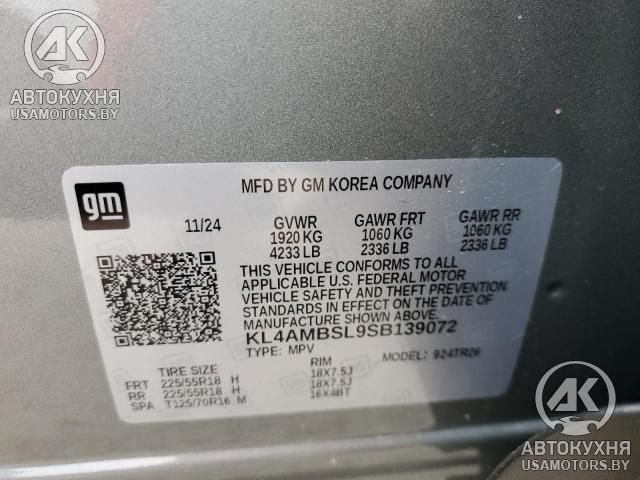 AK
АВТОКУХНЯ
USAMOTORS.BY
gm
MFD BY GM KOREA COMPANY
11/24 GVWR GAWR FRT GAWR RR
1920 KG 1060 KG 1060 KG
4233 LB 2336 LB 2336 LB
THIS VEHICLE CONFORMS TO ALL
APPLICABLE U.S. FEDERAL MOTOR
VEHICLE SAFETY AND THEFT PREVENTION
STANDARDS IN EFFECT ON THE DATE OF
MANUFACTURE SHOWN ABOVE.
KL4AMBSL9SB139072
TYPE: MPV MODEL: 924TR26
TIRE SIZE RIM
FRT 225/55R18 H 18X7.5J
RR 225/55R18 H 18X7.5J
SPA T125/70R16 M 16X4BT
AK
АВТОКУХНЯ
USAMOTORS.BY